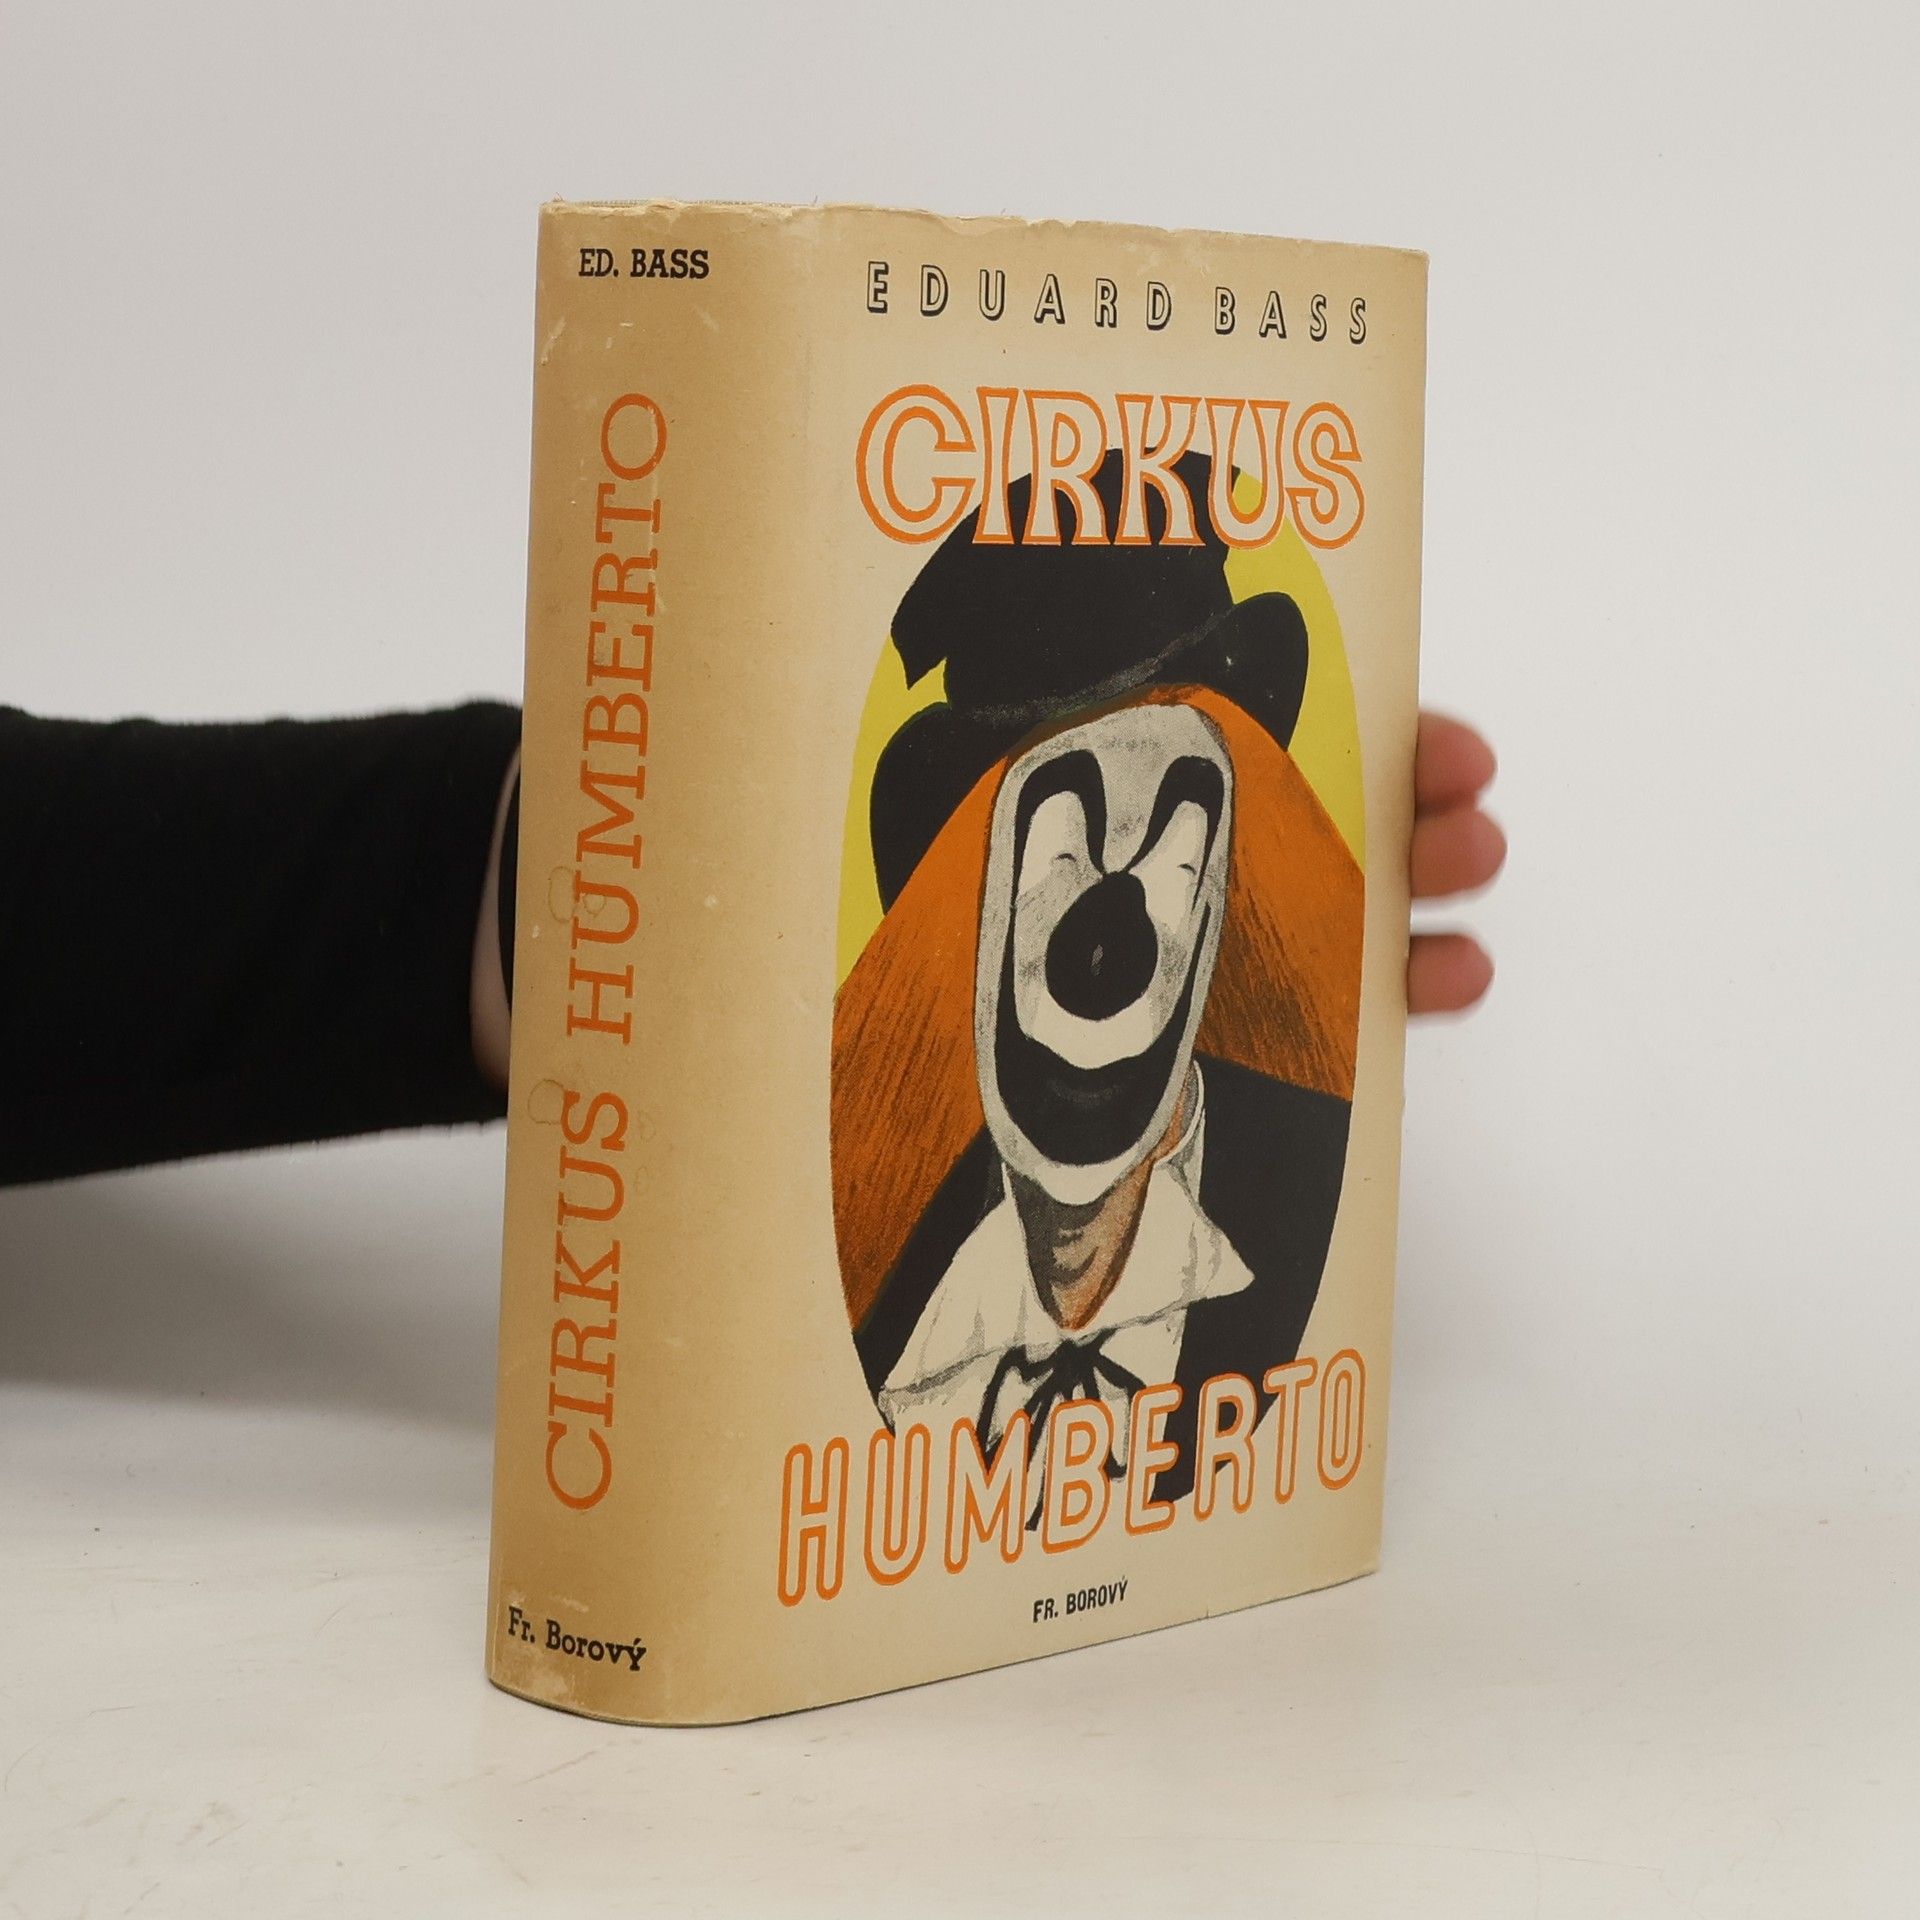 ED. BASS
CIRKUS HUMBERTO
Fr. Borový
EDUARD BASS
CIRKUS
HUMBERTO
FR. BOROVÝ